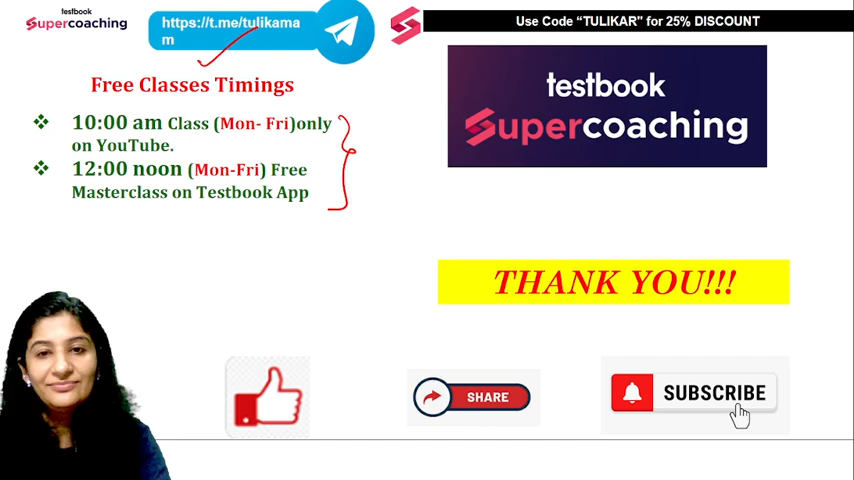 testbook
Supercoaching
https://t.me/tulikama
m
Use Code “TULIKAR" for 25% DISCOUNT
Free Classes Timings
10:00 am Class (Mon- Fri)only
on YouTube.
12:00 noon (Mon-Fri) Free
Masterclass on Testbook App
testbook
Supercoaching
THANK YOU!!!
SHARE
SUBSCRIBE